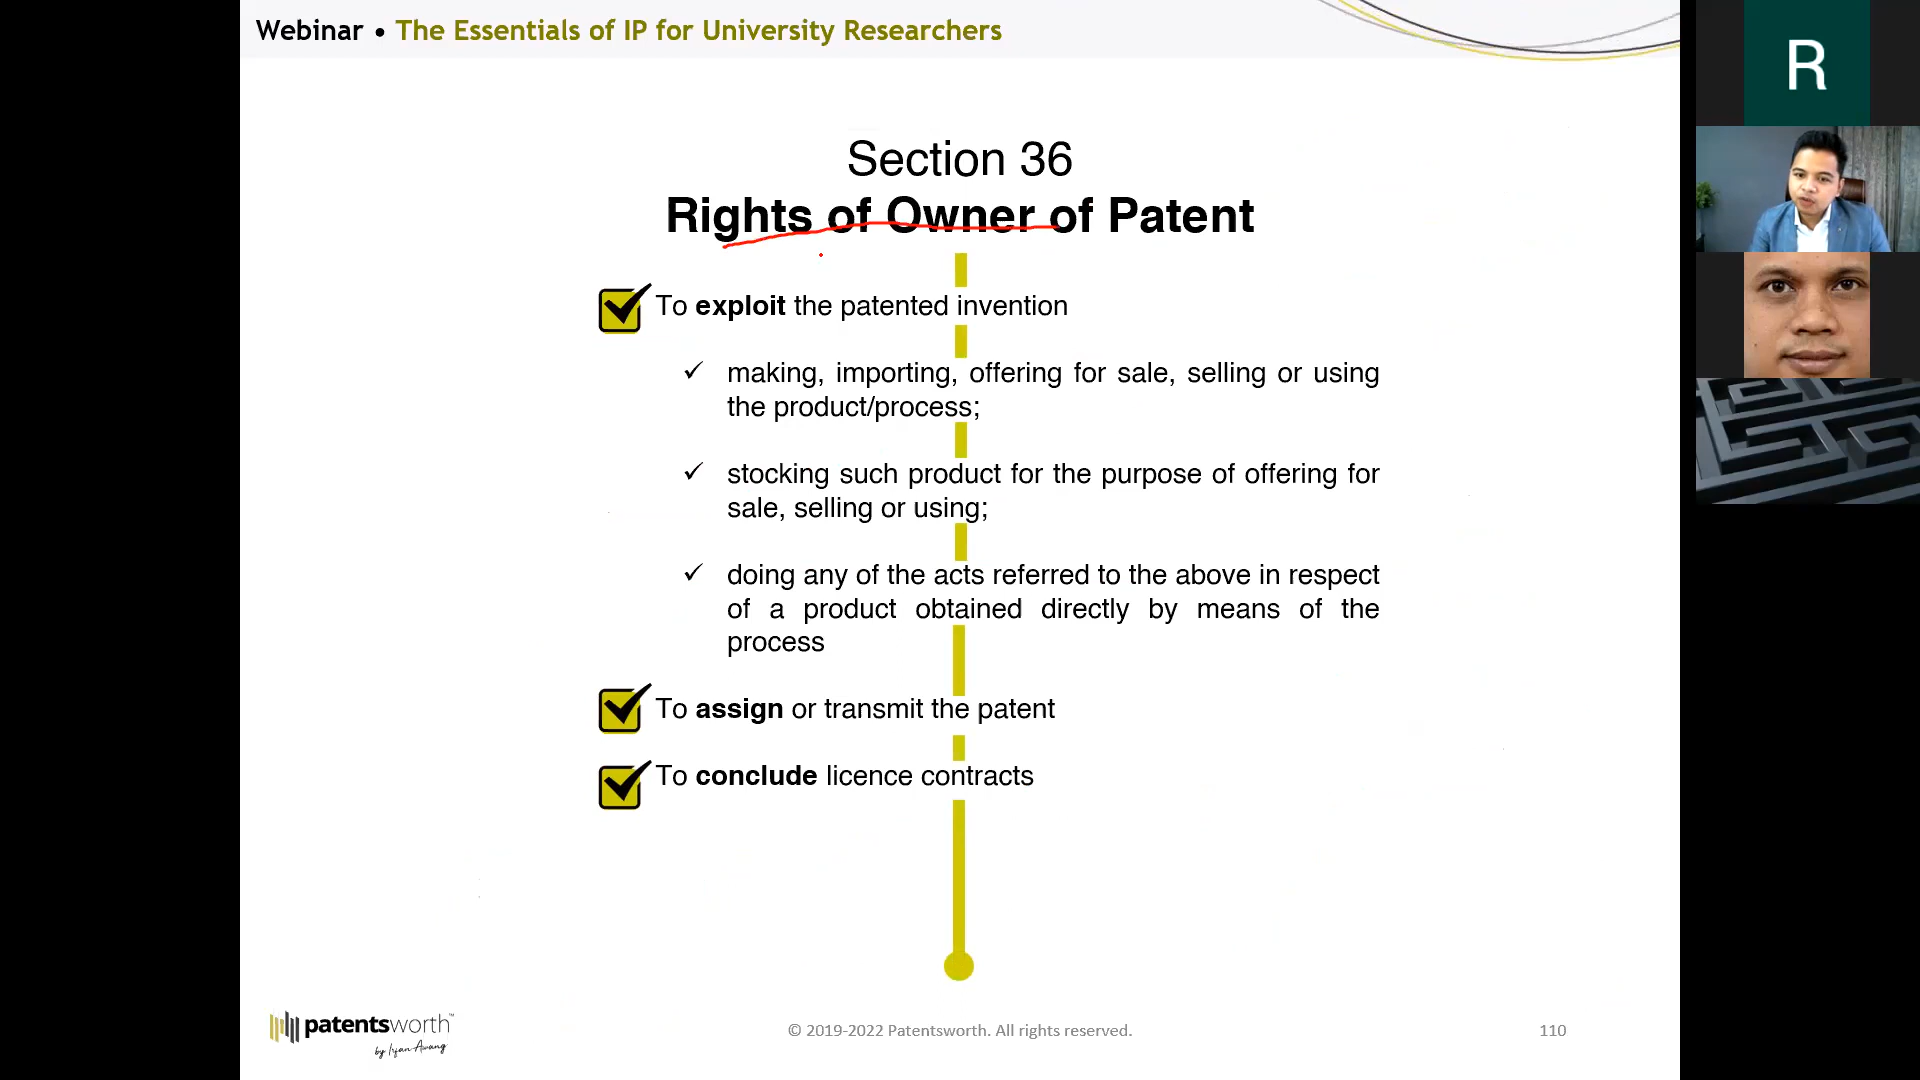 Webinar • The Essentials of IP for University Researchers
R
Section 36
Rights of Owner of Patent
To exploit the patented invention
✓ making, importing, offering for sale, selling or using
the product/process;
✓ stocking such product for the purpose of offering for
sale, selling or using;
✓ doing any of the acts referred to the above in respect
of a product obtained directly by means of the
process
To assign or transmit the patent
To conclude licence contracts
patentsworth™
by Irfan Awang
© 2019-2022 Patentsworth. All rights reserved.
110